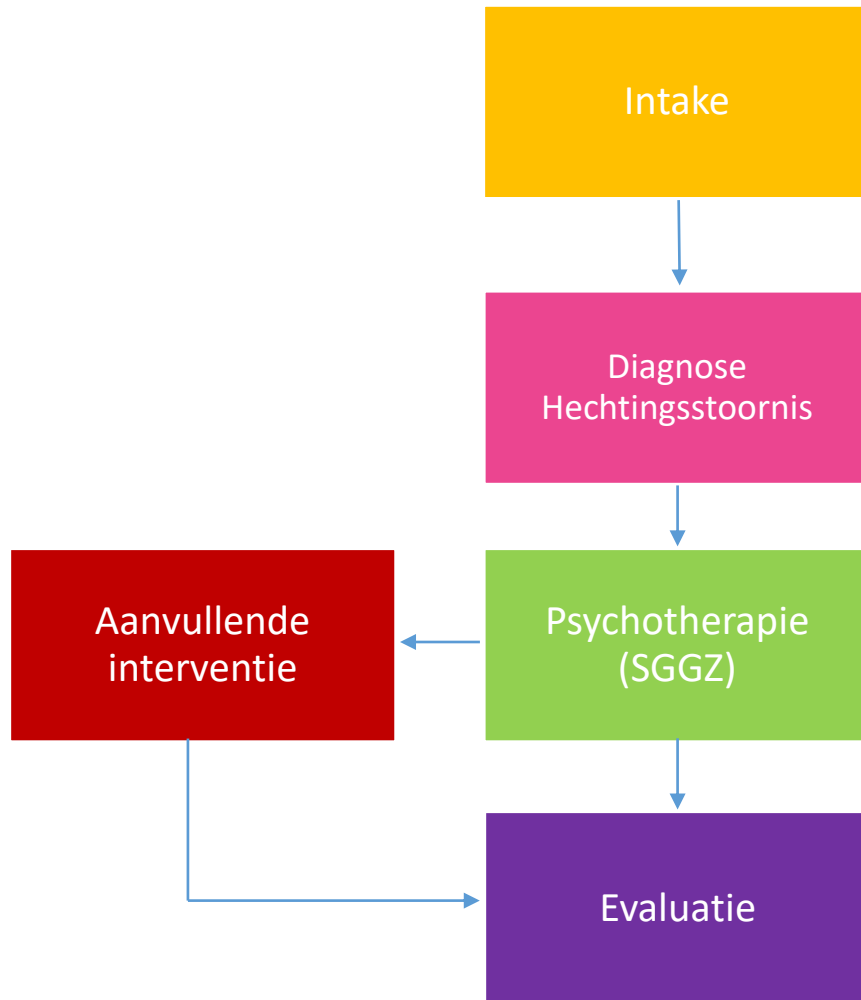 Intake
Diagnose
Hechtingsstoornis
Aanvullende
interventie
Psychotherapie
(SGGZ)
Evaluatie